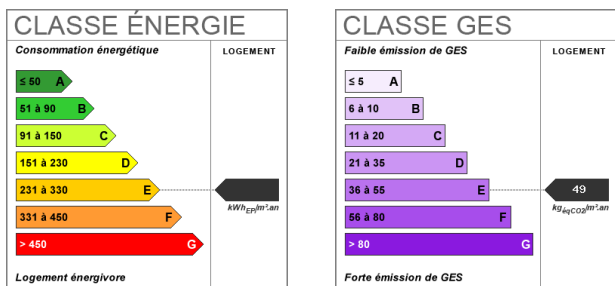 CLASSE ÉNERGIE
Consommation énergétique
LOGEMENT
≤ 50 A
51 à 90 B
91 à 150 C
151 à 230 D
231 à 330 E
kWhEP/m².an
331 à 450 F
> 450 G
Logement énergivore
CLASSE GES
Faible émission de GES
LOGEMENT
≤ 5 A
6 à 10 B
11 à 20 C
21 à 35 D
36 à 55 E
49
kgéqCO2/m².an
56 à 80 F
> 80 G
Forte émission de GES